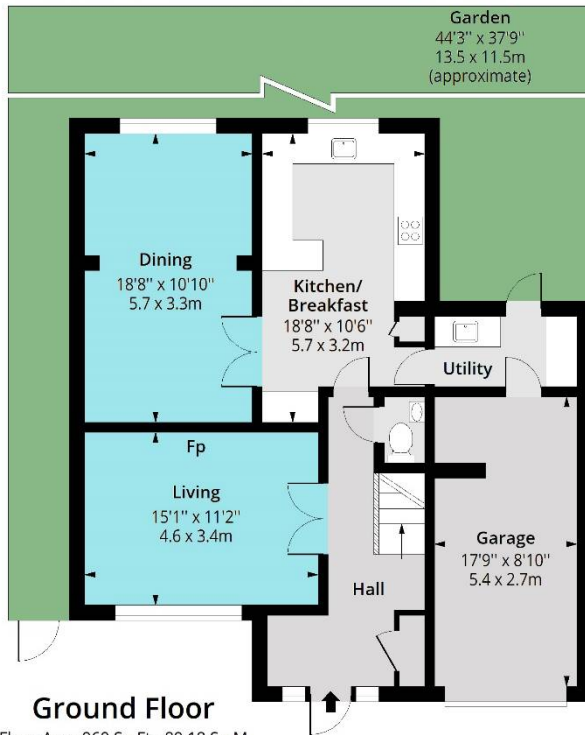 Garden
44'3" x 37'9"
13.5 x 11.5m
(approximate)
Dining
18'8" x 10'10"
5.7 x 3.3m
Kitchen/
Breakfast
18'8" x 10'6"
5.7 x 3.2m
Utility
Fp
Living
15'1" x 11'2"
4.6 x 3.4m
Hall
Garage
17'9" x 8'10"
5.4 x 2.7m
Ground Floor